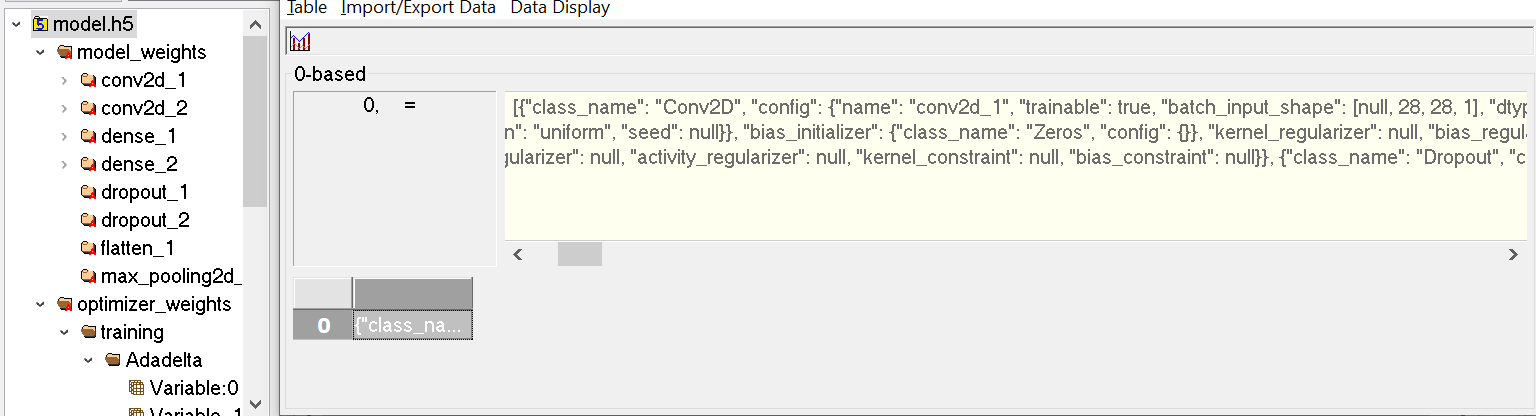 model.h5
model_weights
conv2d_1
conv2d_2
dense_1
dense_2
dropout_1
dropout_2
flatten_1
max_pooling2d_
optimizer_weights
training
Adadelta
Variable:0
Table Import/Export Data Data Display
0-based
0, =
[{"class_name": "Conv2D", "config": {"name": "conv2d_1", "trainable": true, "batch_input_shape": [null, 28, 28, 1], "dtyp
n": "uniform", "seed": null}}, "bias_initializer": {"class_name": "Zeros", "config": {}}, "kernel_regularizer": null, "bias_regula
gularizer": null, "activity_regularizer": null, "kernel_constraint": null, "bias_constraint": null}}, {"class_name": "Dropout", "c
0 {"class_na...